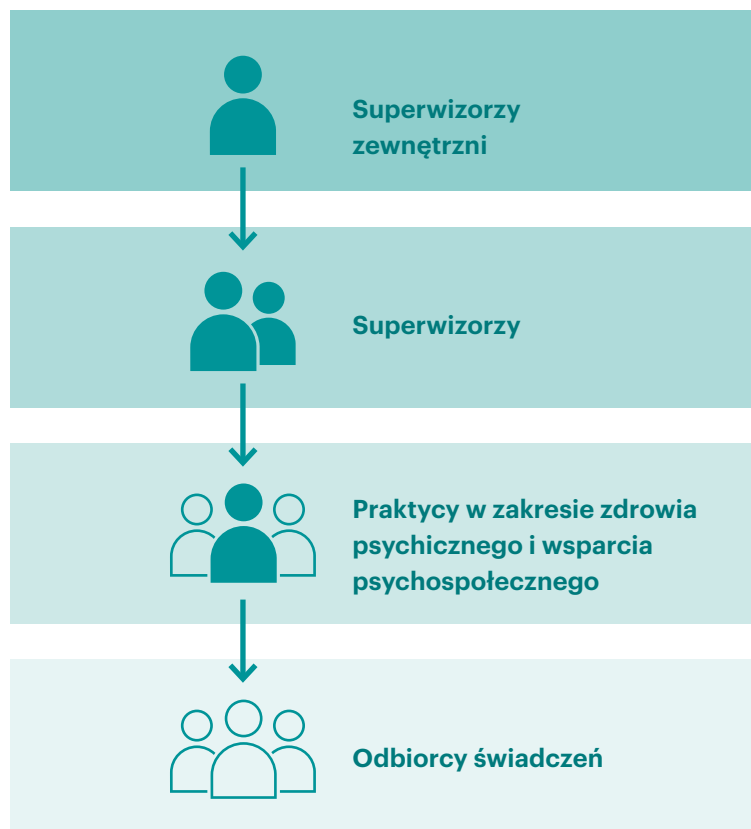 Superwizorzy
zewnętrzni
Superwizorzy
Praktycy w zakresie zdrowia
psychicznego i wsparcia
psychospołecznego
Odbiorcy świadczeń